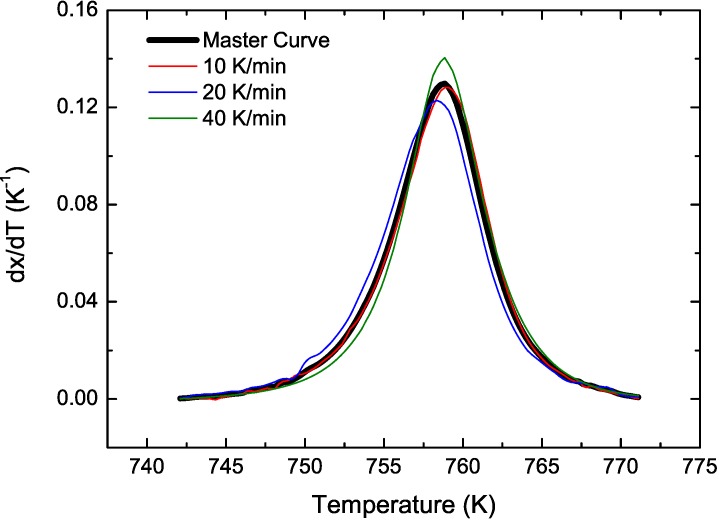 0.16
0.12
0.08
0.04
0.00
dx/dT (K⁻¹)
Master Curve
10 K/min
20 K/min
40 K/min
740 745 750 755 760 765 770 775
Temperature (K)